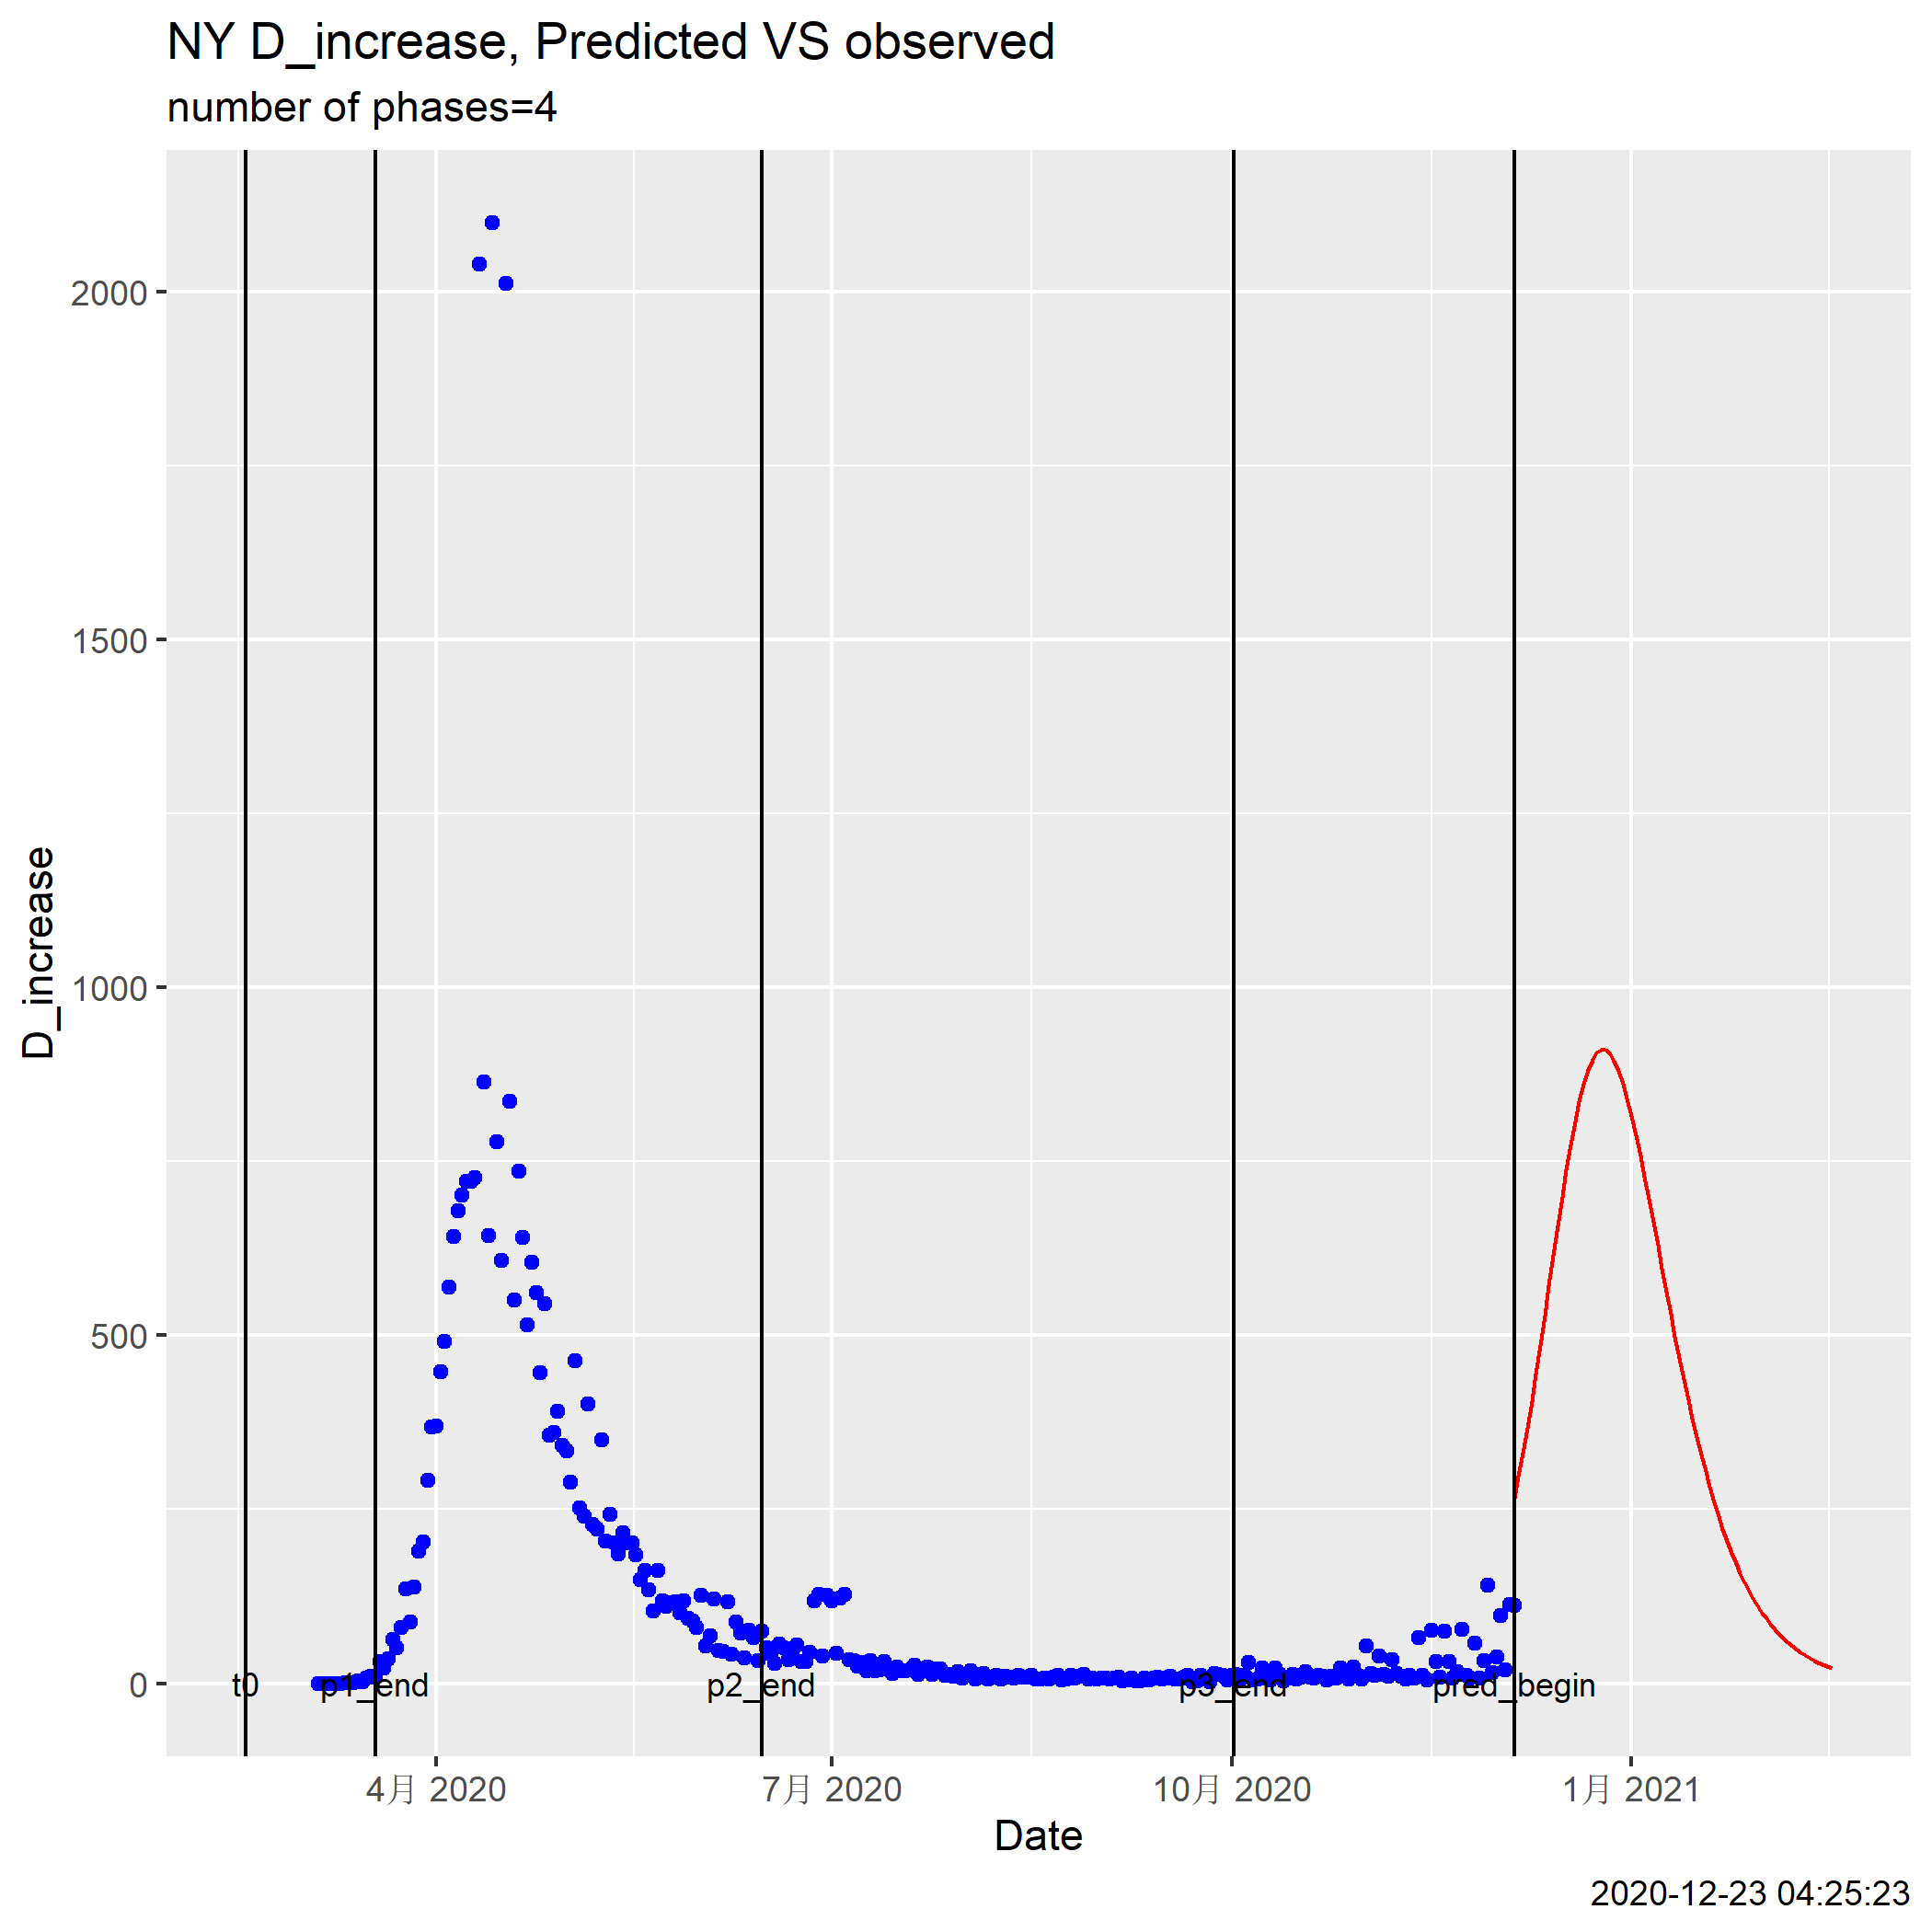 NY D_increase, Predicted VS observed
number of phases=4
D_increase
2000
1500
1000
500
0
t0
p1_end
p2_end
p3_end
pred_begin
4月 2020
7月 2020
10月 2020
1月 2021
Date
2020-12-23 04:25:23